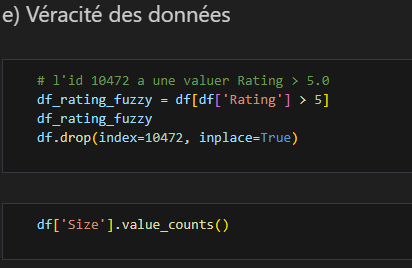 e) Véracité des données
# l'id 10472 a une valuer Rating > 5.0
df_rating_fuzzy = df[df['Rating'] > 5]
df_rating_fuzzy
df.drop(index=10472, inplace=True)
df['Size'].value_counts()